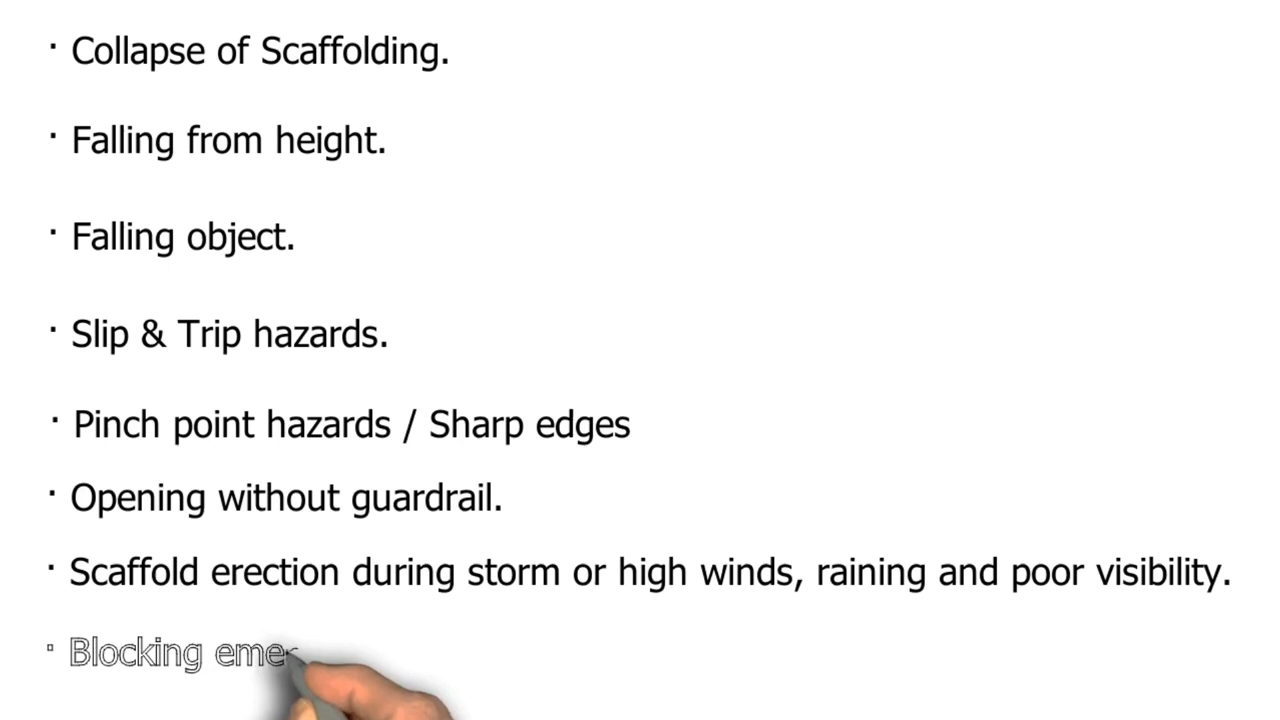 · Collapse of Scaffolding.
· Falling from height.
· Falling object.
· Slip & Trip hazards.
· Pinch point hazards / Sharp edges
· Opening without guardrail.
· Scaffold erection during storm or high winds, raining and poor visibility.
· Blocking eme